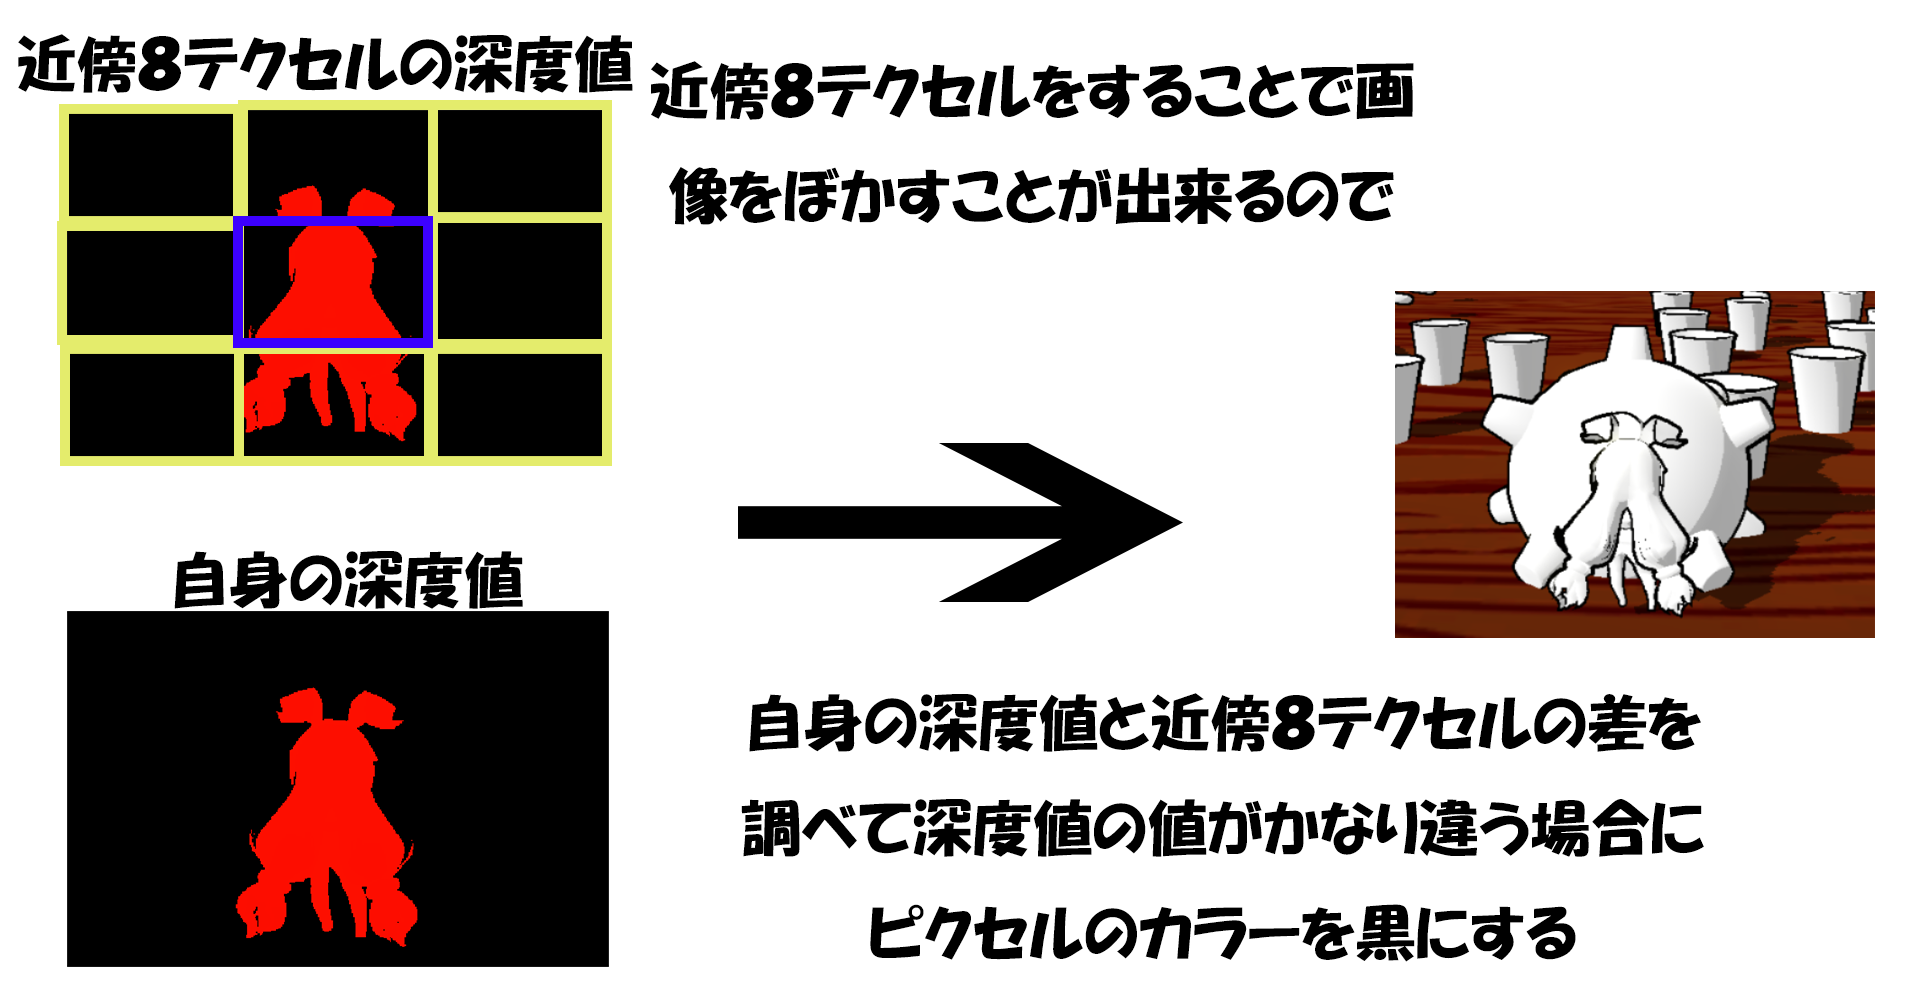 近傍8テクセルの深度値
近傍8テクセルをすることで画
像をぼかすことが出来るので
自身の深度値
自身の深度値と近傍8テクセルの差を
調べて深度値の値がかなり違う場合に
ピクセルのカラーを黒にする